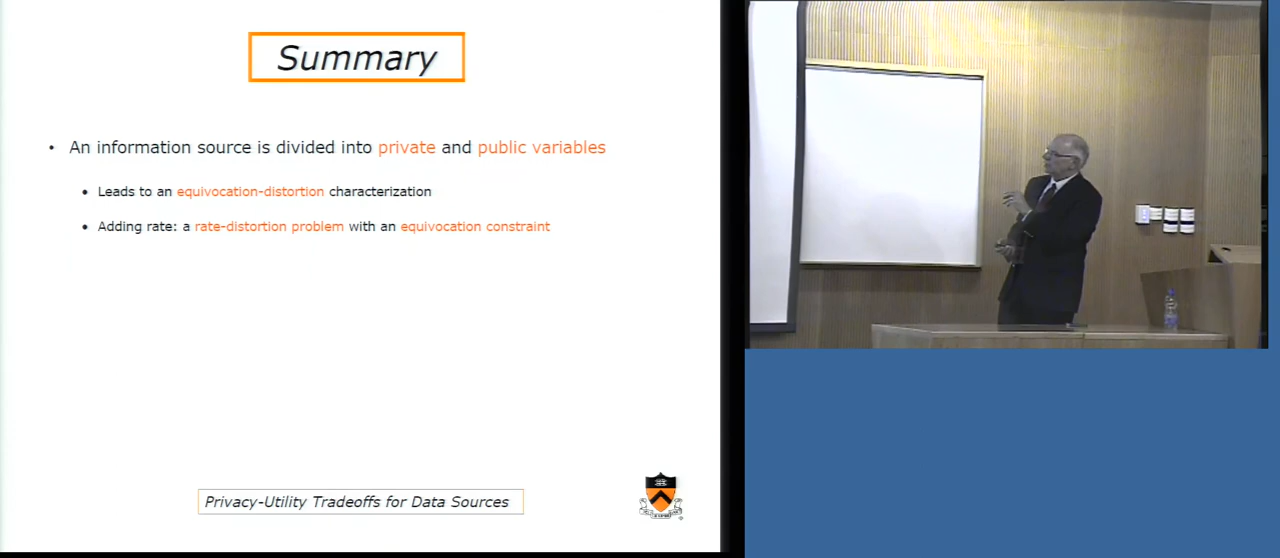 Summary
• An information source is divided into private and public variables
• Leads to an equivocation-distortion characterization
• Adding rate: a rate-distortion problem with an equivocation constraint
Privacy-Utility Tradeoffs for Data Sources